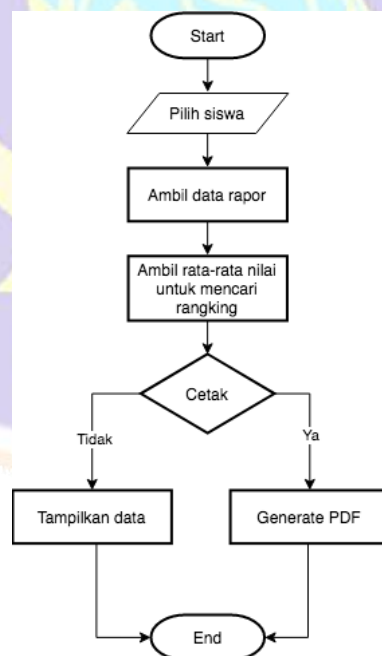 Start
Pilih siswa
Ambil data rapor
Ambil rata-rata nilai
untuk mencari
rangking
Cetak
Tidak
Ya
Tampilkan data
Generate PDF
End